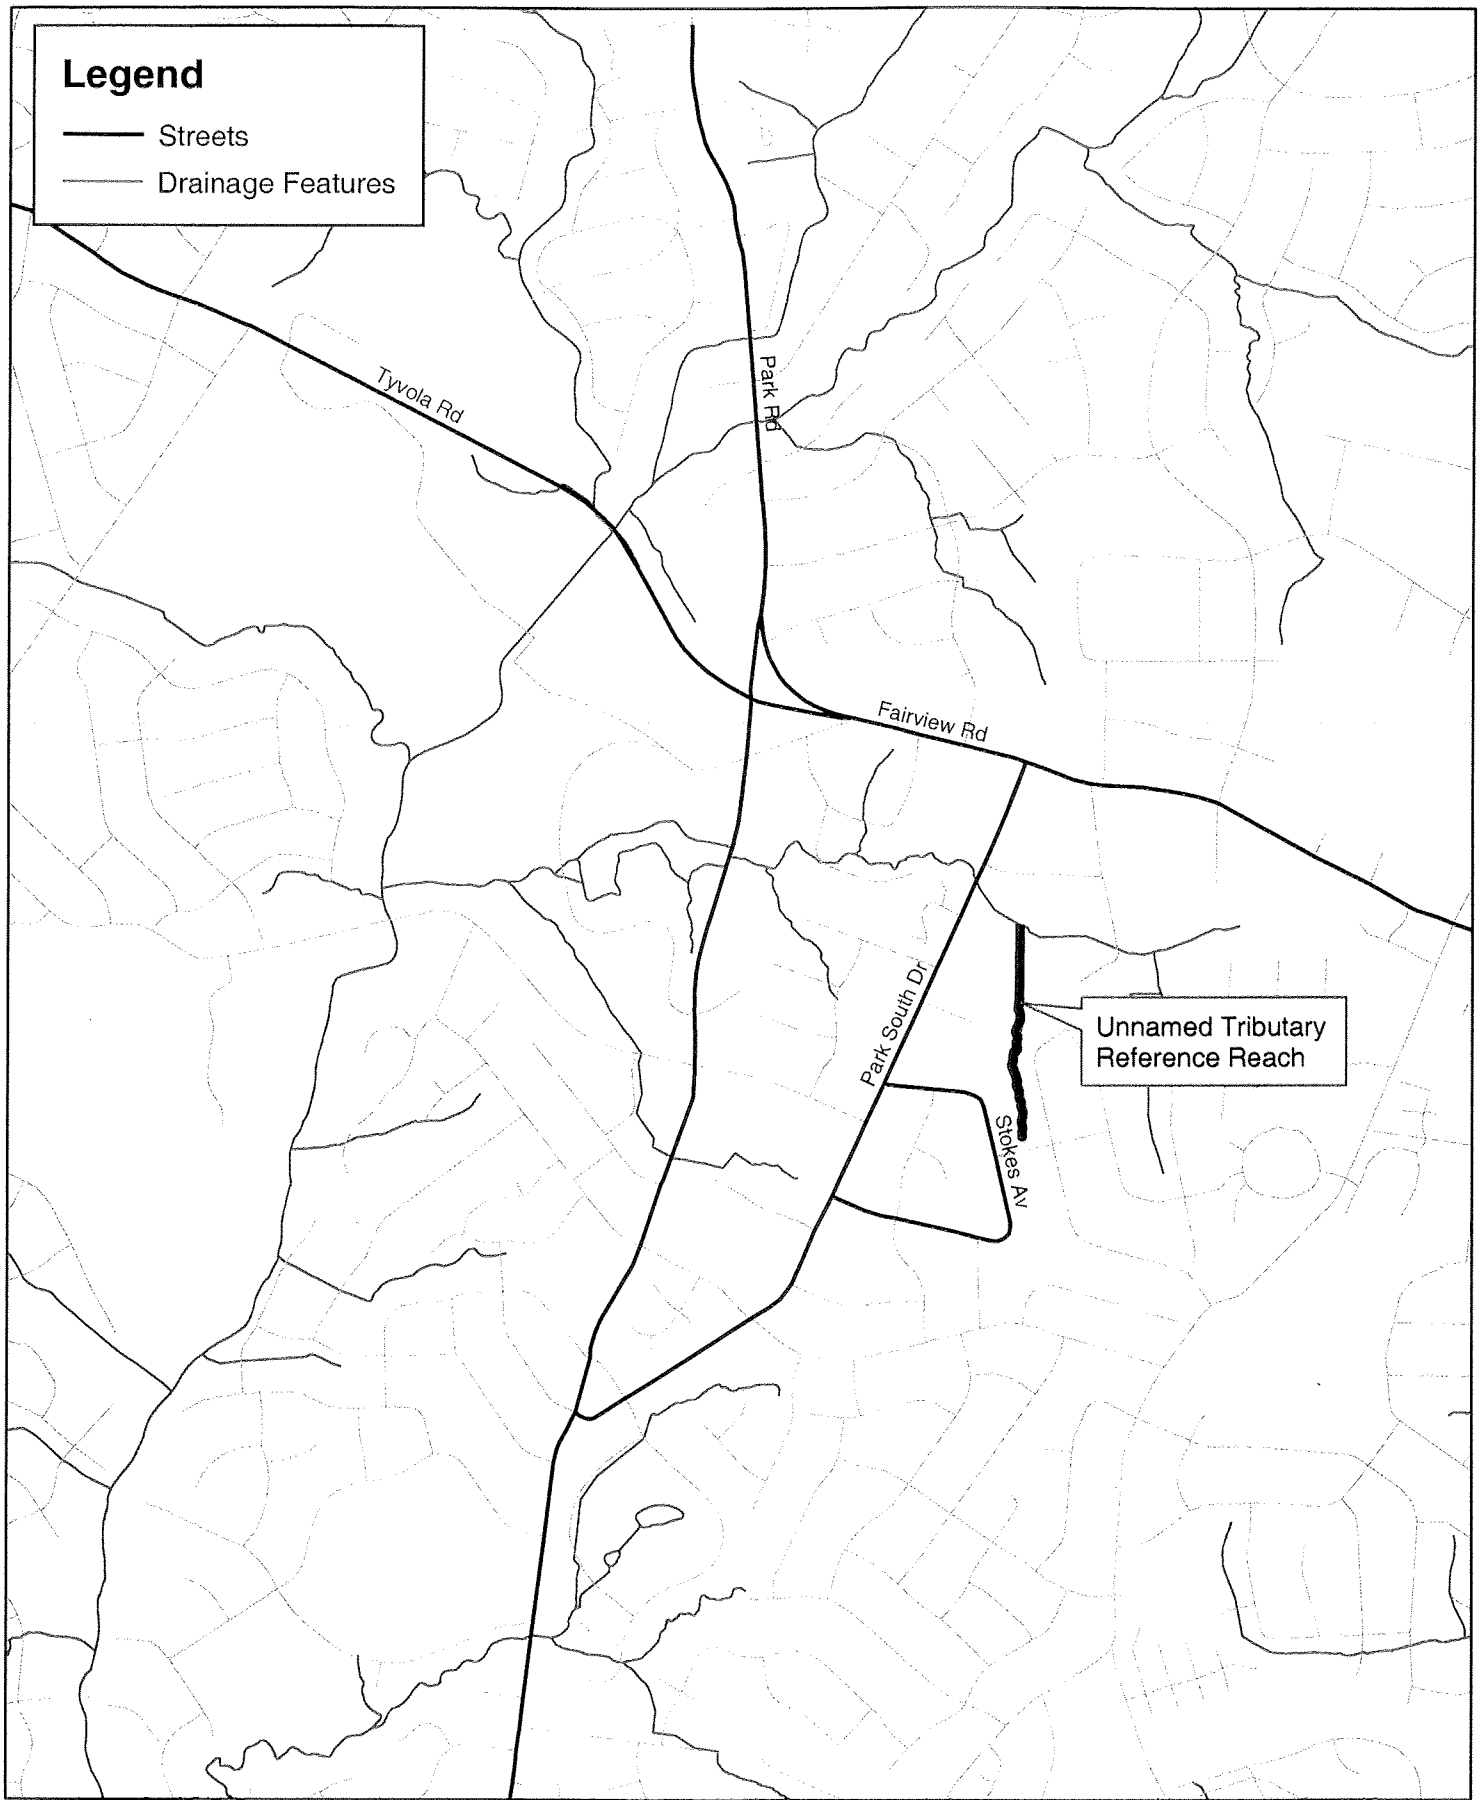 Legend
Streets
Drainage Features
Tyvola Rd
Park Rd
Fairview Rd
Park South Dr
Unnamed Tributary
Reference Reach
Stokes Av